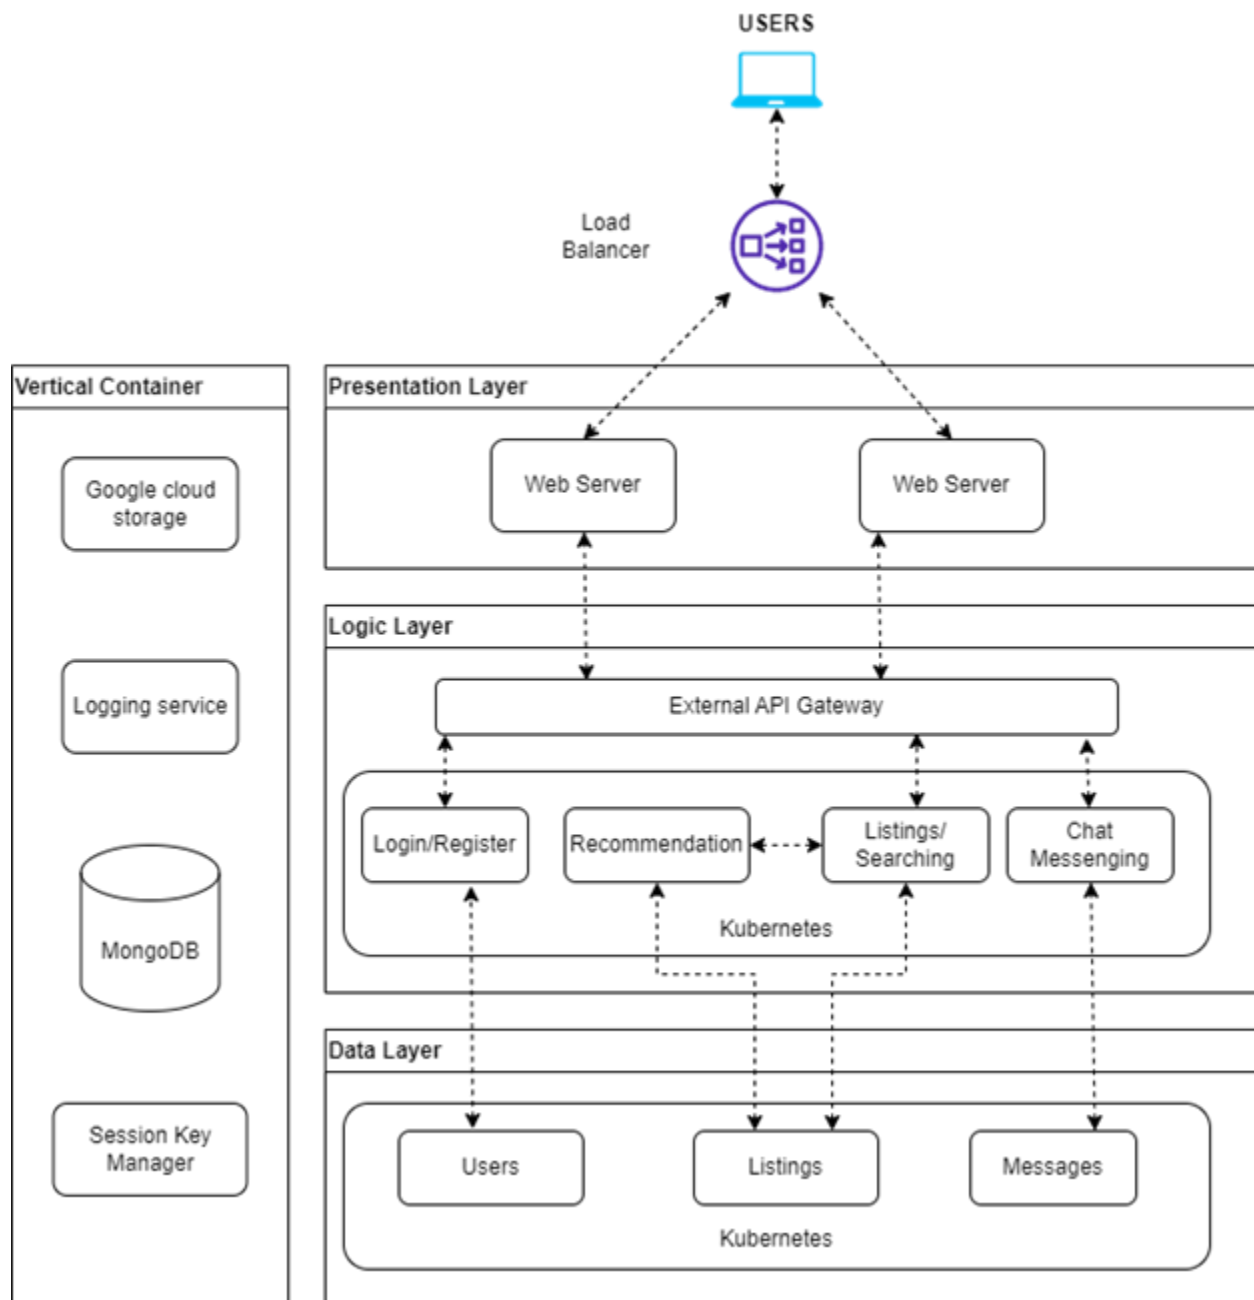 USERS
Load
Balancer
Vertical Container
Google cloud
storage
Logging service
MongoDB
Session Key
Manager
Presentation Layer
Web Server
Web Server
Logic Layer
External API Gateway
Login/Register
Recommendation
Listings/
Searching
Chat
Messenging
Kubernetes
Data Layer
Users
Listings
Messages
Kubernetes